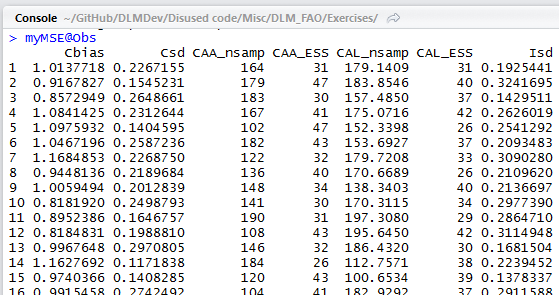 Console ~/GitHub/DLMDev/Disused code/Misc/DLM_FAO/Exercises/
> myMSE@Obs
Cbias Csd CAA_nsamp CAA_ESS CAL_nsamp CAL_ESS Isd
1 1.0137718 0.2267155 164 31 179.1409 31 0.1925441
2 0.9167827 0.1545231 179 47 183.8546 40 0.3241695
3 0.8572949 0.2648661 183 30 157.4850 37 0.1429511
4 1.0841425 0.2312644 167 41 175.0716 42 0.2626019
5 1.0975932 0.1404595 102 47 152.3398 26 0.2541292
6 1.0467196 0.2587236 182 43 153.6927 37 0.2093483
7 1.1684853 0.2268750 122 32 179.7208 33 0.3090280
8 0.9448136 0.2189684 136 40 170.6689 26 0.2109620
9 1.0059494 0.2012839 148 34 138.3403 40 0.2136697
10 0.8181920 0.2498793 141 30 170.3115 34 0.2977390
11 0.8952386 0.1646757 190 31 197.3080 29 0.2864710
12 0.8184831 0.1988810 108 43 195.6450 42 0.3114948
13 0.9967648 0.2970805 146 32 186.4320 30 0.1681504
14 1.1627692 0.1171838 184 26 112.7571 38 0.2239452
15 0.9740366 0.1408285 120 43 100.6534 39 0.1378337
16 0.9915458 0.2742492 104 41 182.9292 37 0.2911588